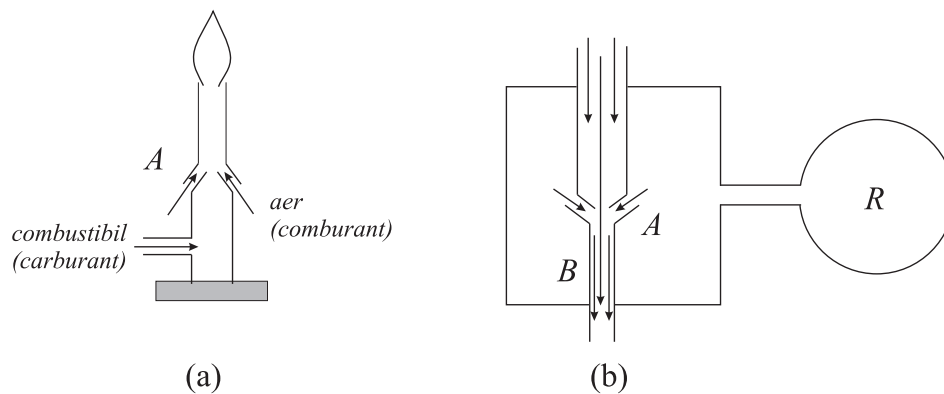 A
aer
(comburant)
combustibil
(carburant)
(a)
R
A
B
(b)